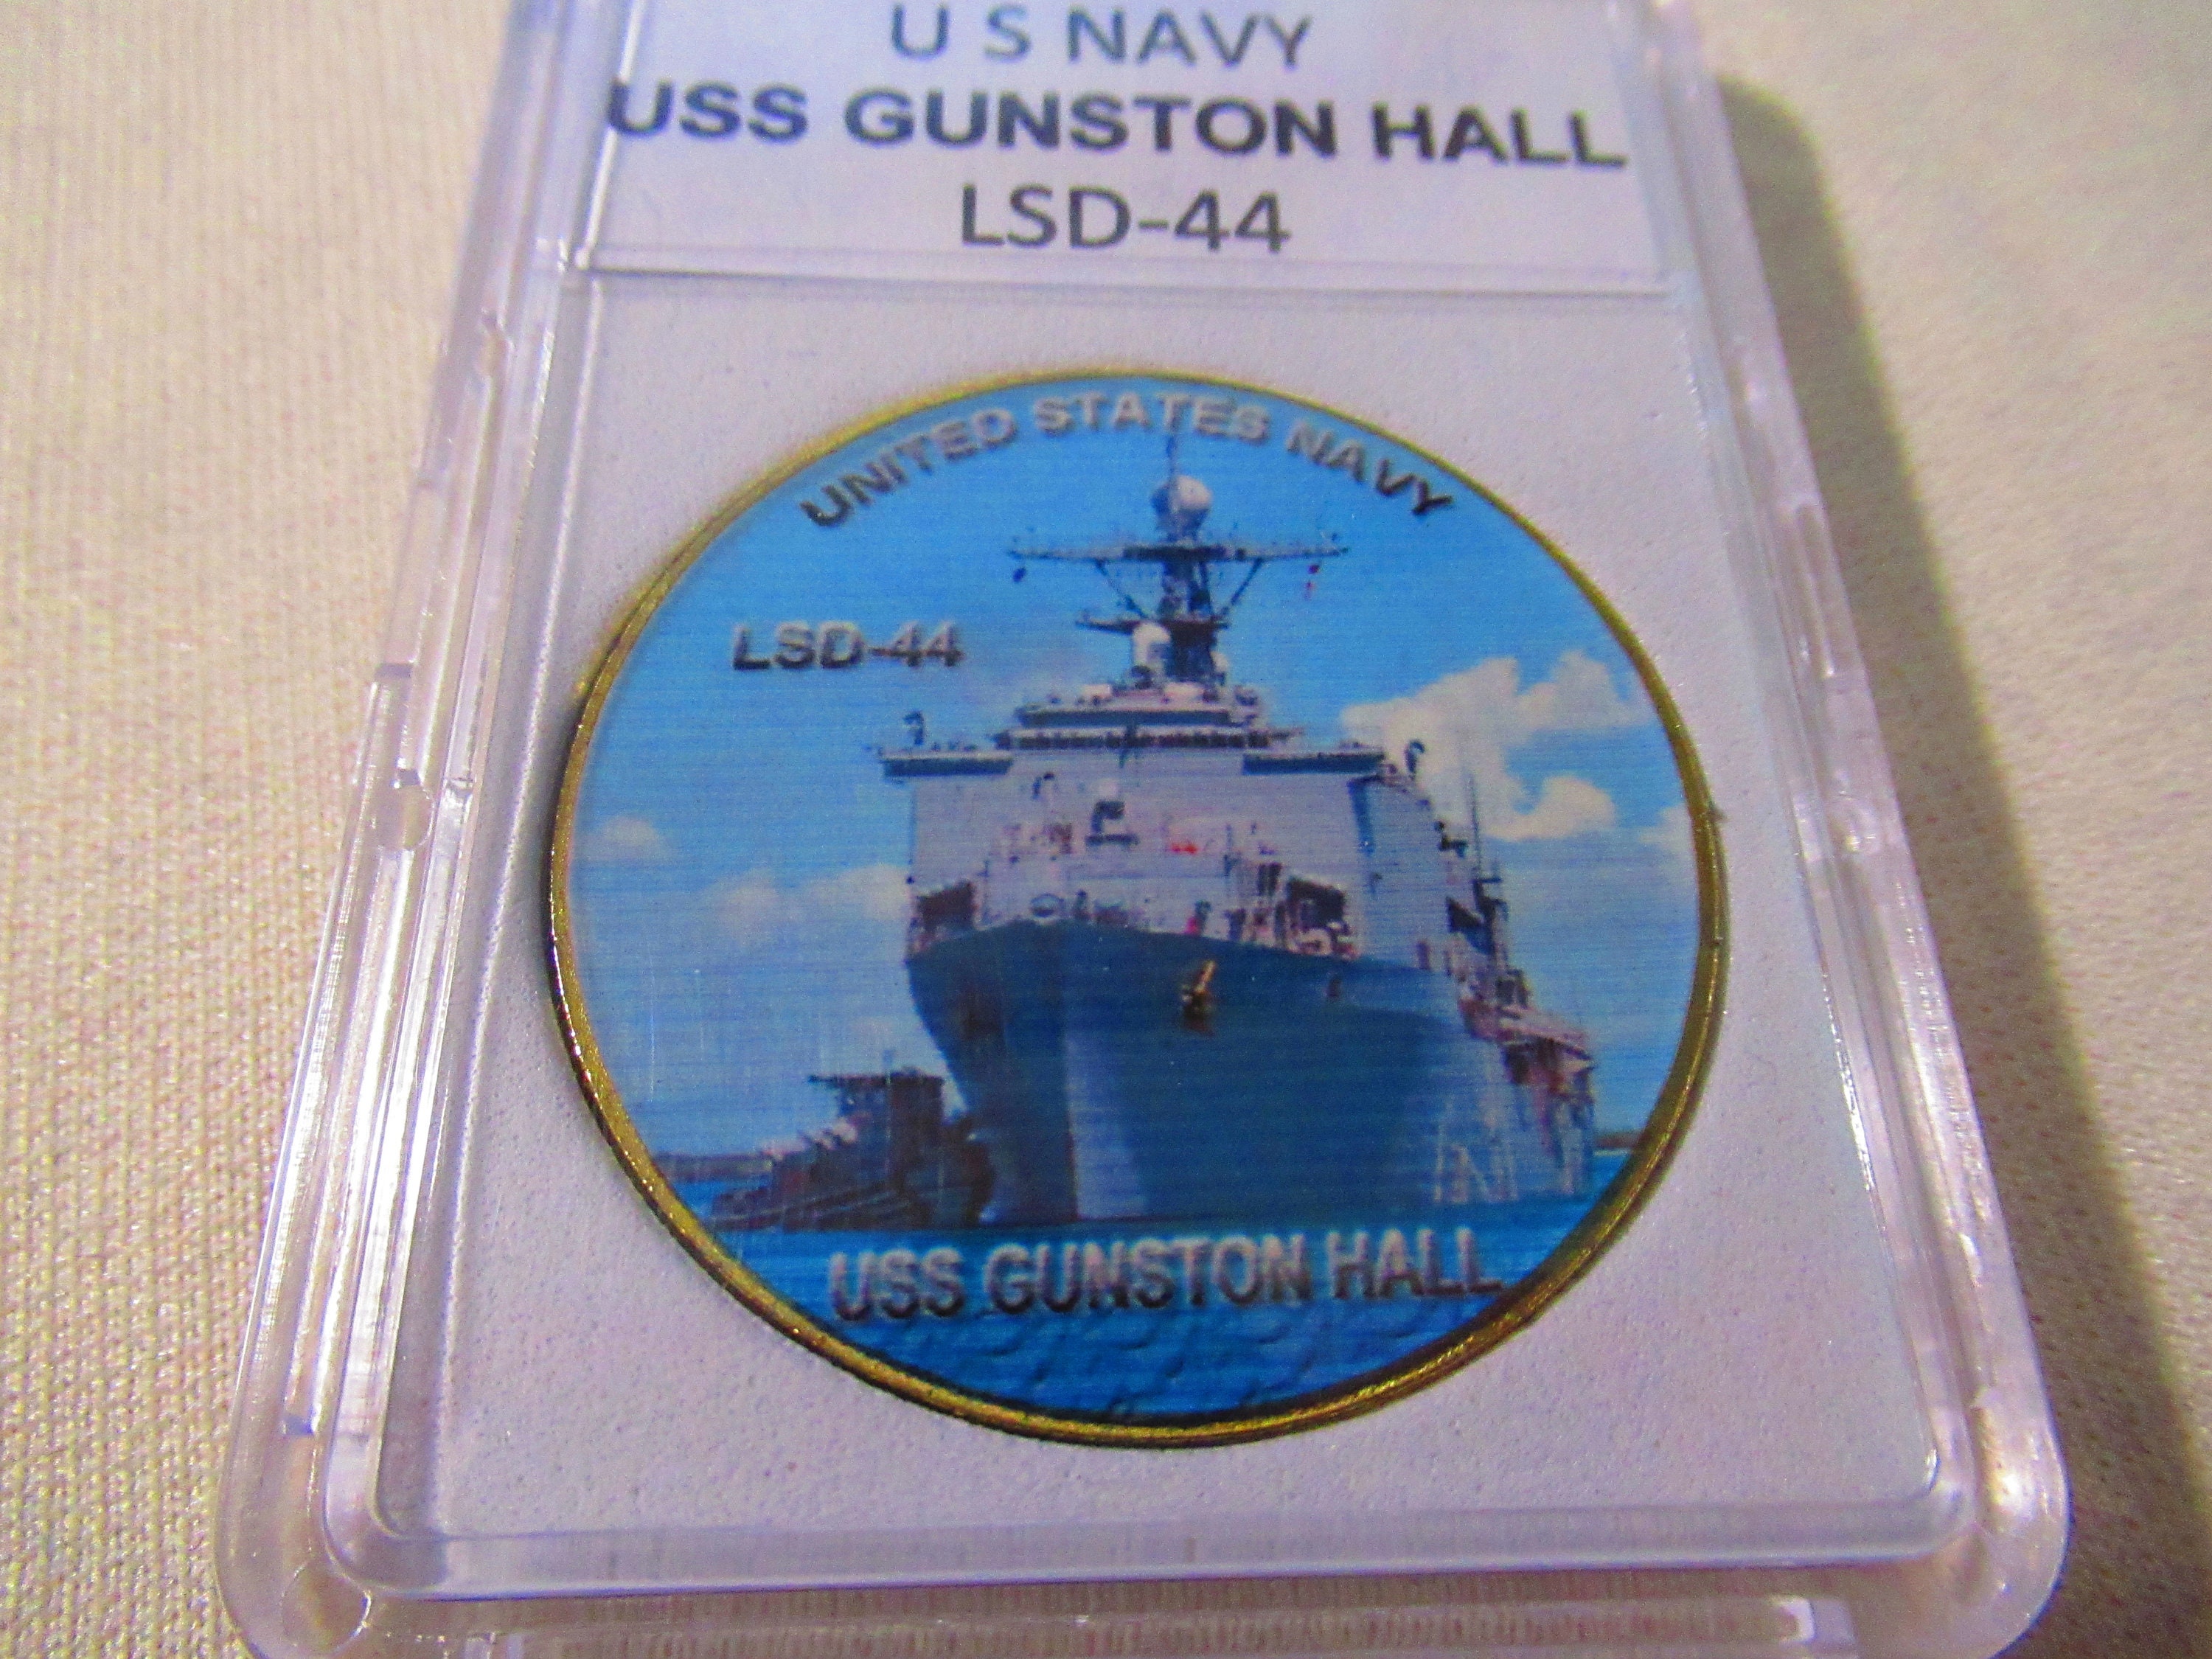 U S NAVY
USS GUNSTON HALL
LSD-44
UNITED STATES NAVY
LSD-44
USS GUNSTON HALL